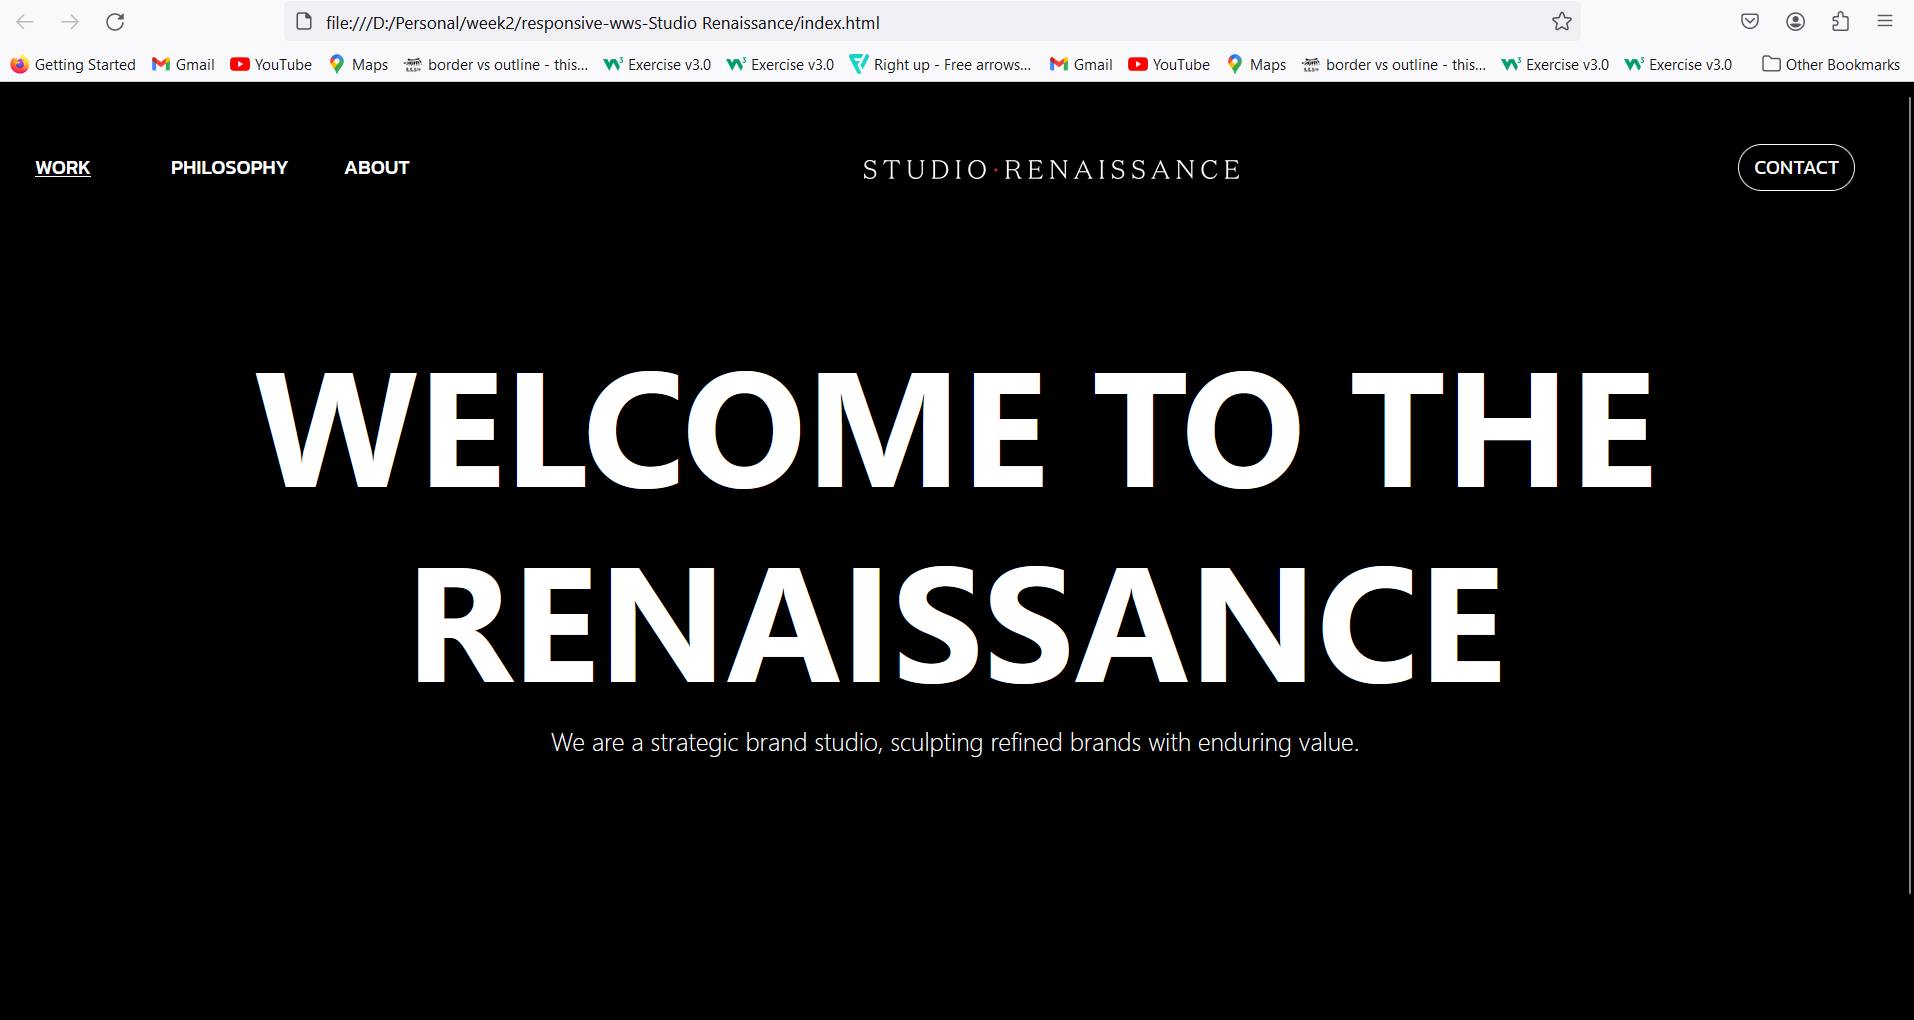 file:///D:/Personal/week2/responsive-wws-Studio Renaissance/index.html
Getting Started Gmail YouTube Maps border vs outline - this... Exercise v3.0 Exercise v3.0 Right up - Free arrows... Gmail YouTube Maps border vs outline - this... Exercise v3.0 Exercise v3.0 Other Bookmarks
WORK PHILOSOPHY ABOUT STUDIO·RENAISSANCE CONTACT
WELCOME TO THE
RENAISSANCE
We are a strategic brand studio, sculpting refined brands with enduring value.